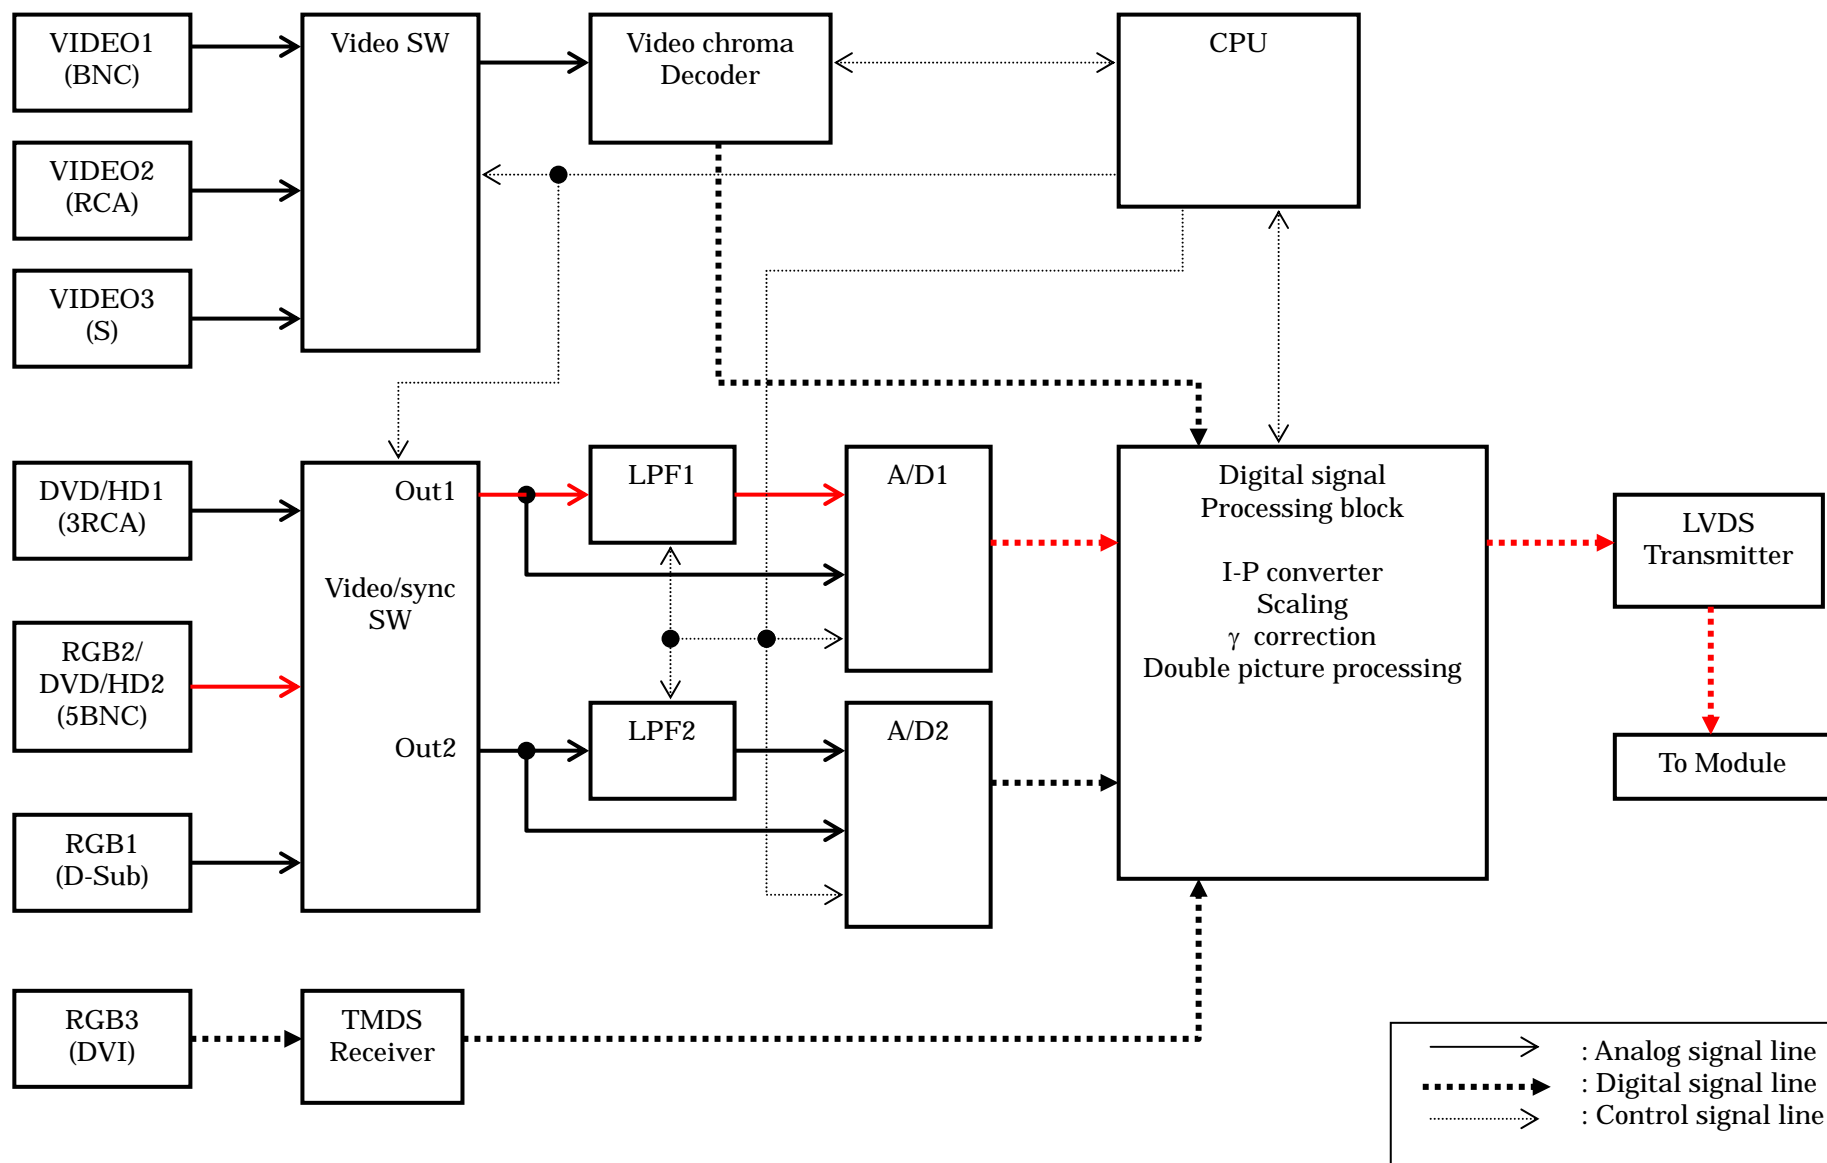 VIDEO1
(BNC)
Video SW
Video chroma
Decoder
CPU
VIDEO2
(RCA)
VIDEO3
(S)
DVD/HD1
(3RCA)
Out1
LPF1
A/D1
Digital signal
Processing block
I-P converter
Scaling
γ correction
Double picture processing
LVDS
Transmitter
Video/sync
SW
RGB2/
DVD/HD2
(5BNC)
Out2
LPF2
A/D2
To Module
RGB1
(D-Sub)
RGB3
(DVI)
TMDS
Receiver
: Analog signal line
: Digital signal line
: Control signal line